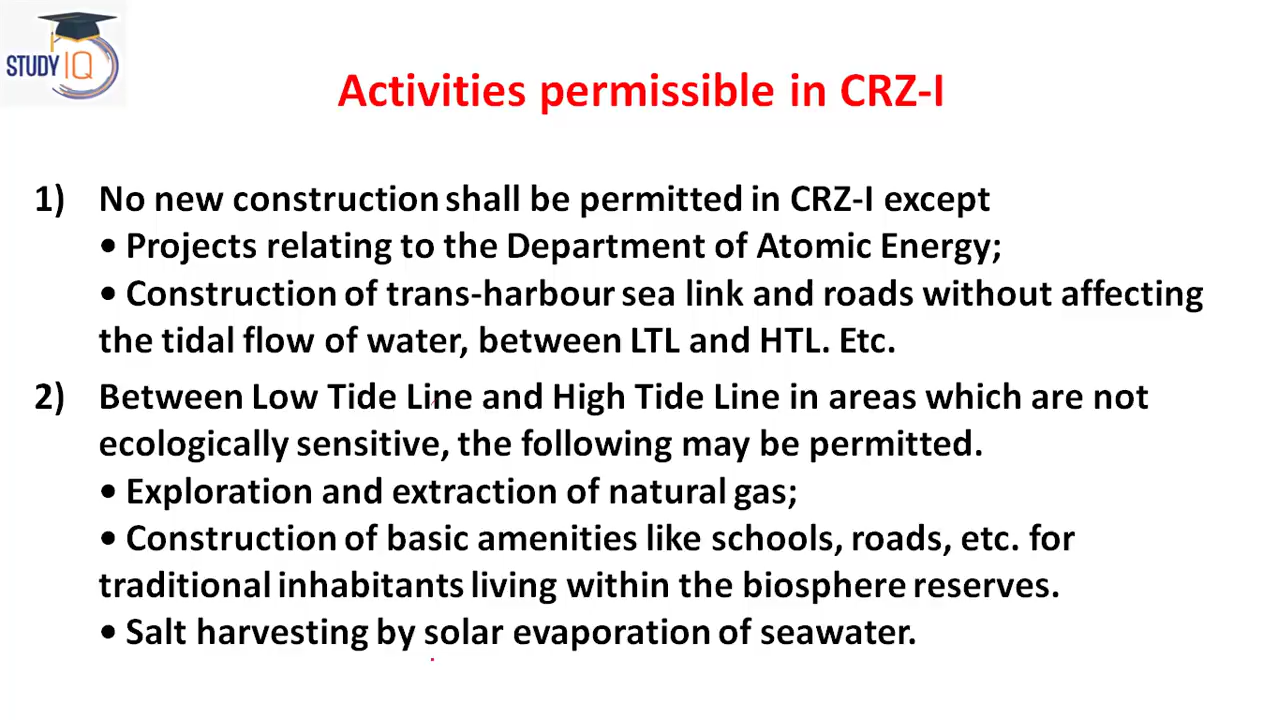 STUDY IQ
Activities permissible in CRZ-I
1) No new construction shall be permitted in CRZ-I except
• Projects relating to the Department of Atomic Energy;
• Construction of trans-harbour sea link and roads without affecting
the tidal flow of water, between LTL and HTL. Etc.
2) Between Low Tide Line and High Tide Line in areas which are not
ecologically sensitive, the following may be permitted.
• Exploration and extraction of natural gas;
• Construction of basic amenities like schools, roads, etc. for
traditional inhabitants living within the biosphere reserves.
• Salt harvesting by solar evaporation of seawater.